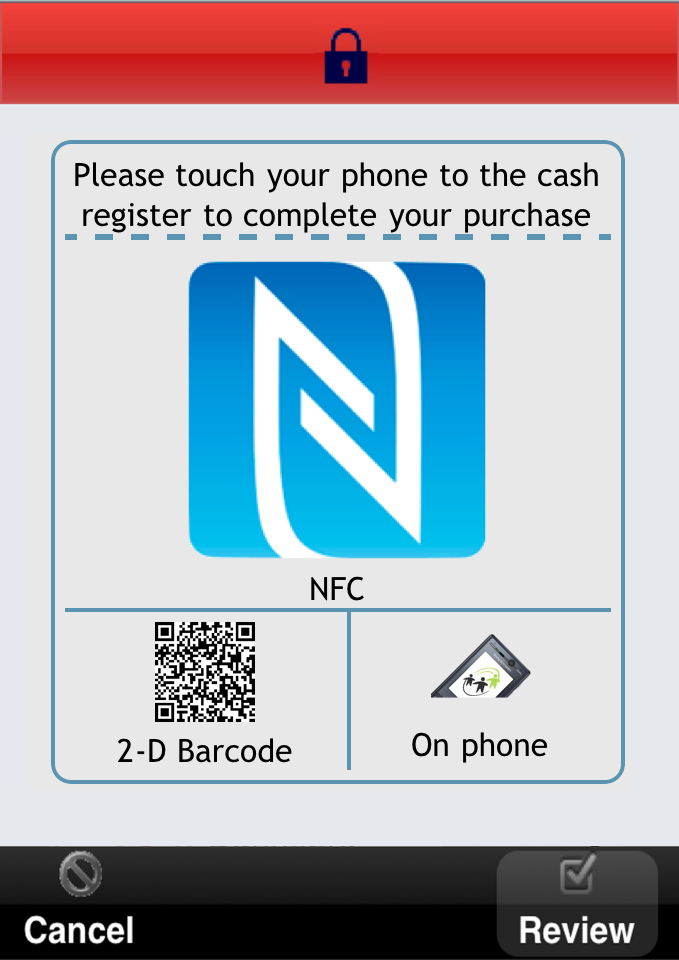 Please touch your phone to the cash
register to complete your purchase
NFC
2-D Barcode
On phone
Cancel
Review